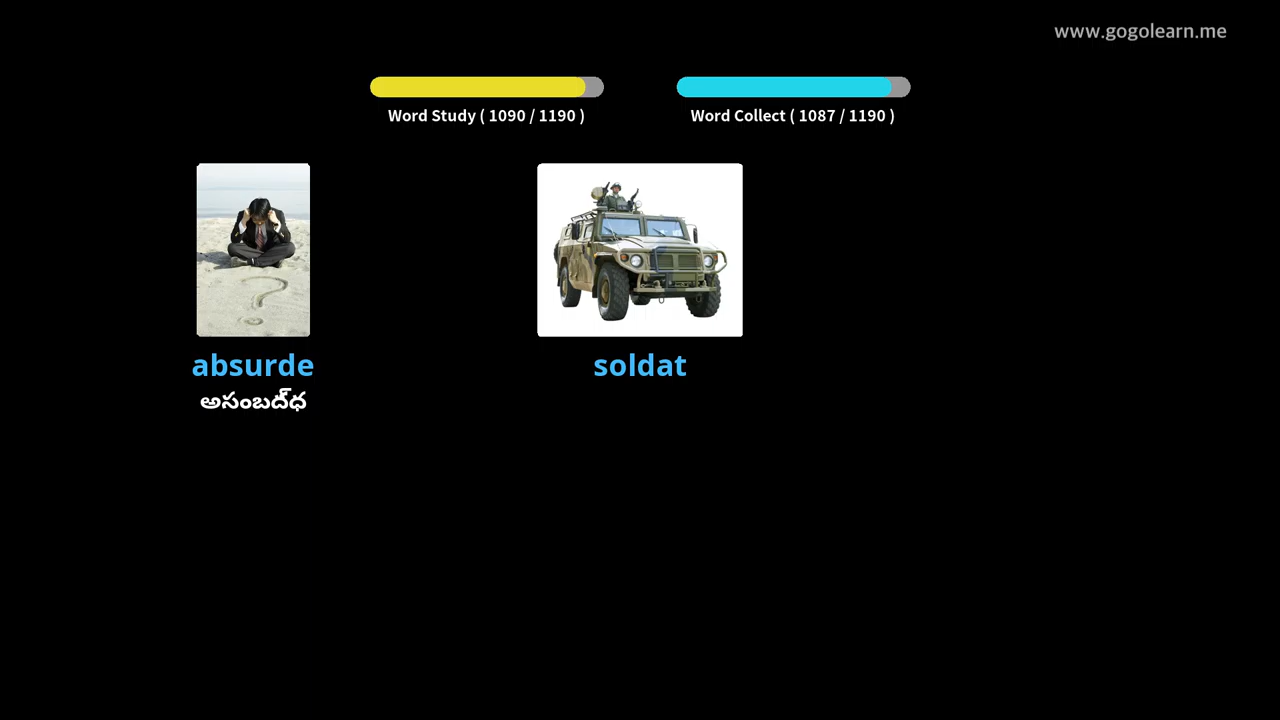 www.gogolearn.me
Word Study ( 1090 / 1190 )
Word Collect ( 1087 / 1190 )
absurde
అసంబద్ధ
soldat